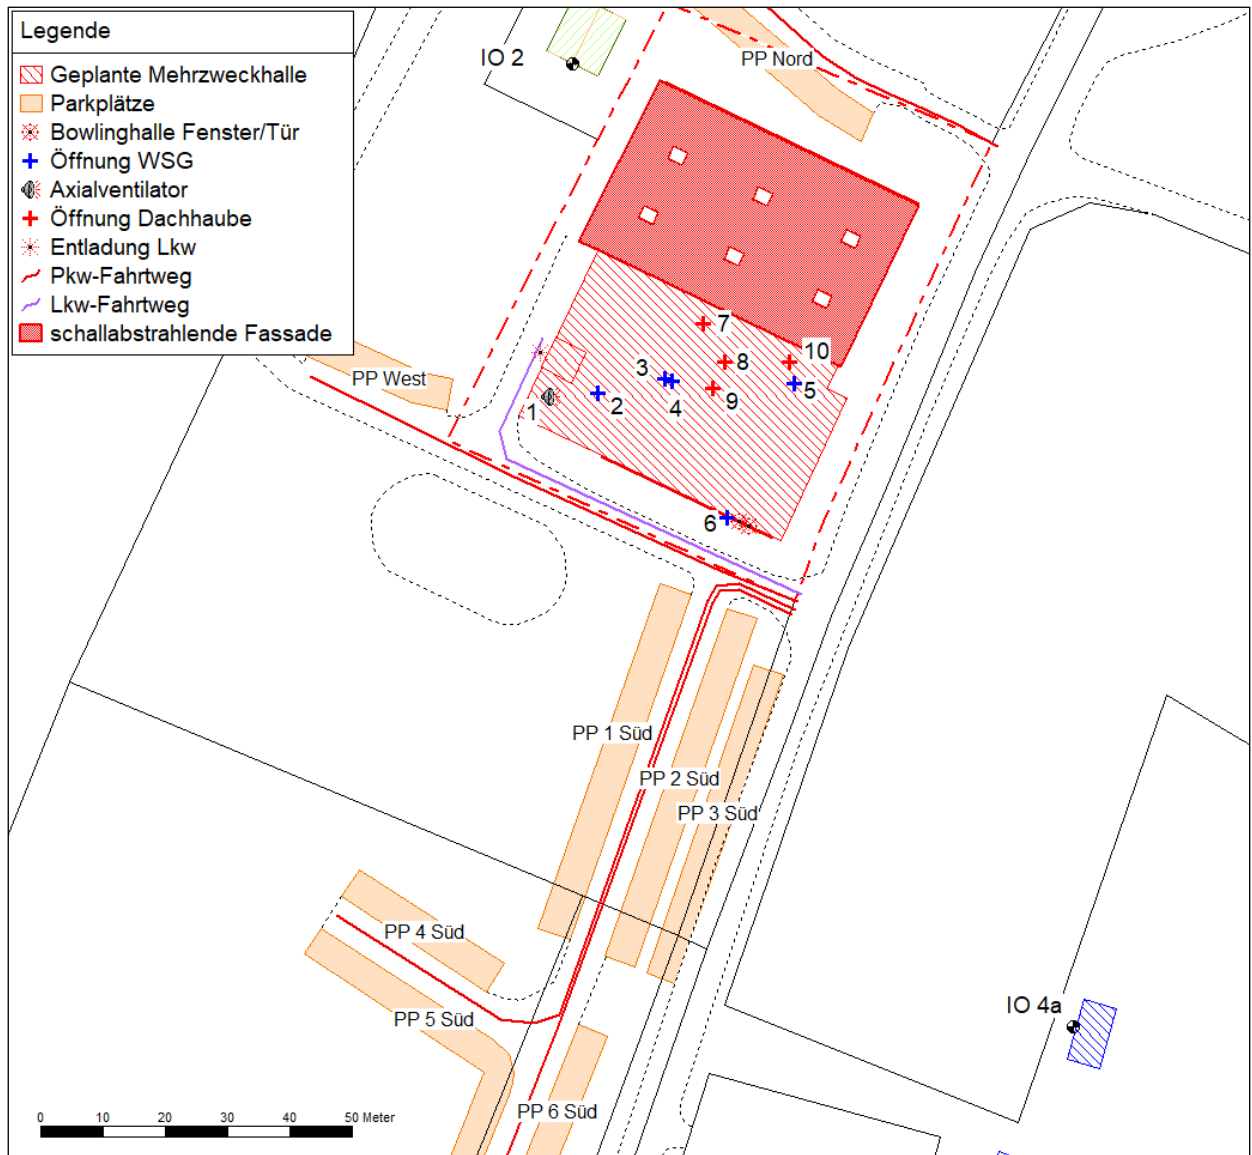 Legende
Geplante Mehrzweckhalle
Parkplätze
Bowlinghalle Fenster/Tür
Öffnung WSG
Axialventilator
Öffnung Dachhaube
Entladung Lkw
Pkw-Fahrtweg
Lkw-Fahrtweg
schallabstrahlende Fassade
IO 2
PP Nord
7
8
10
3
4
9
5
2
1
PP West
6
PP 1 Süd
PP 2 Süd
PP 3 Süd
PP 4 Süd
PP 5 Süd
IO 4a
PP 6 Süd
0 10 20 30 40 50 Meter